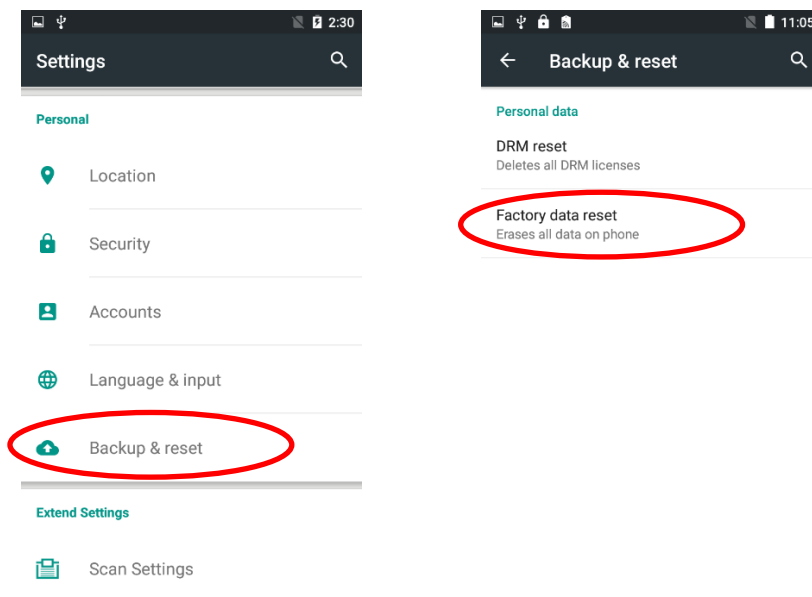 2:30
Settings
Personal
Location
Security
Accounts
Language & input
Backup & reset
Extend Settings
Scan Settings
11:05
Backup & reset
Personal data
DRM reset
Deletes all DRM licenses
Factory data reset
Erases all data on phone